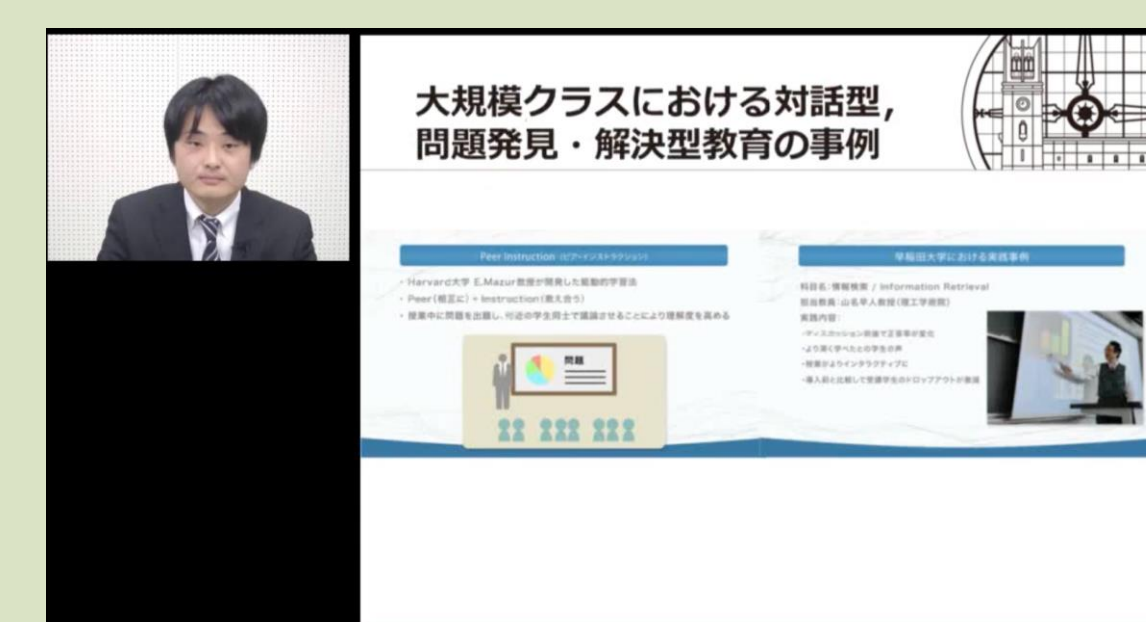 大規模クラスにおける対話型，
問題発見・解決型教育の事例
Peer Instruction (ピア・インストラクション)
・ Harvard大学 E.Mazur教授が開発した能動的学習法
・ Peer(相互に) + Instruction(教え合う)
・ 授業中に問題を出題し、付近の学生同士で議論させることにより理解度を高める
問題
早稲田大学における実践事例
科目名：情報検索 / Information Retrieval
担当教員：山名早人教授(理工学術院)
実践内容：
・ディスカッション前後で正答率が変化
・より深く学べたとの学生の声
・授業がよりインタラクティブに
・導入前と比較して受講学生のドロップアウトが激減